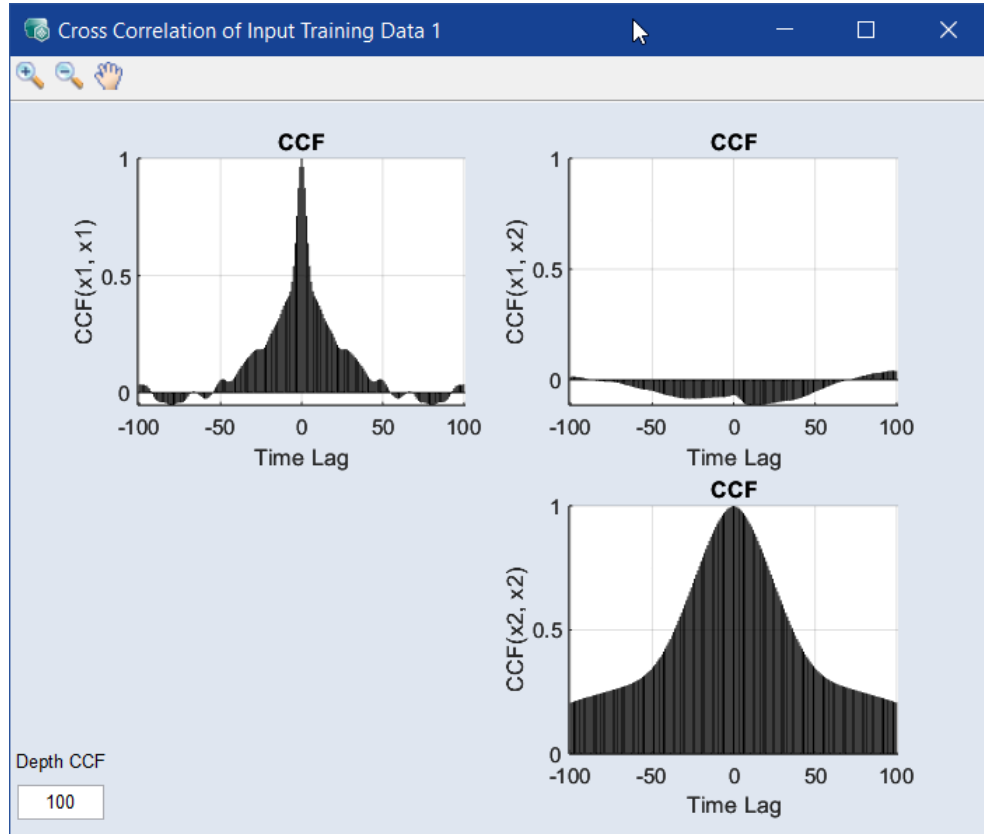 Cross Correlation of Input Training Data 1
CCF
1
0.5
0
CCF(x1, x1)
-100 -50 0 50 100
Time Lag
CCF
1
0.5
0
CCF(x1, x2)
-100 -50 0 50 100
Time Lag
CCF
1
0.5
0
CCF(x2, x2)
-100 -50 0 50 100
Time Lag
Depth CCF
100